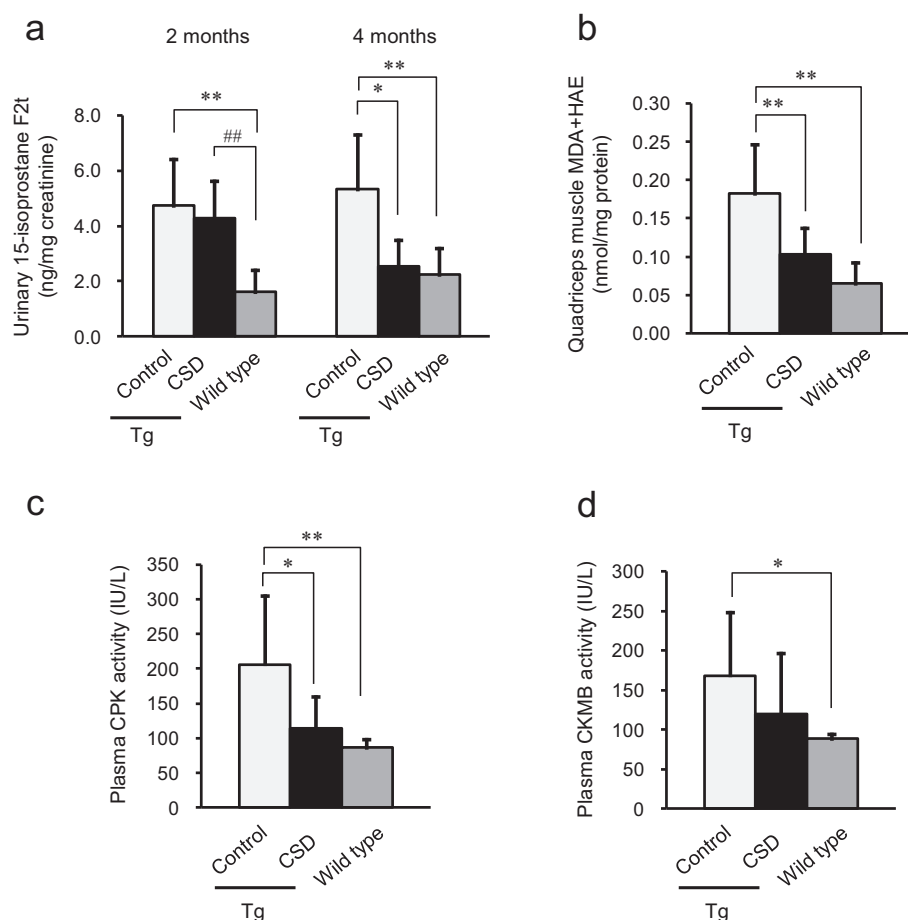 a
2 months
4 months
Urinary 15-isoprostane F2t
(ng/mg creatinine)
8.0
6.0
4.0
2.0
0.0
**
##
**
*
Control
CSD
Wild type
Tg
Control
CSD
Wild type
Tg
b
Quadriceps muscle MDA+HAE
(nmol/mg protein)
0.30
0.25
0.20
0.15
0.10
0.05
0.00
**
**
Control
CSD
Wild type
Tg
c
Plasma CPK activity (IU/L)
350
300
250
200
150
100
50
0
**
*
Control
CSD
Wild type
Tg
d
Plasma CKMB activity (IU/L)
300
250
200
150
100
50
0
*
Control
CSD
Wild type
Tg